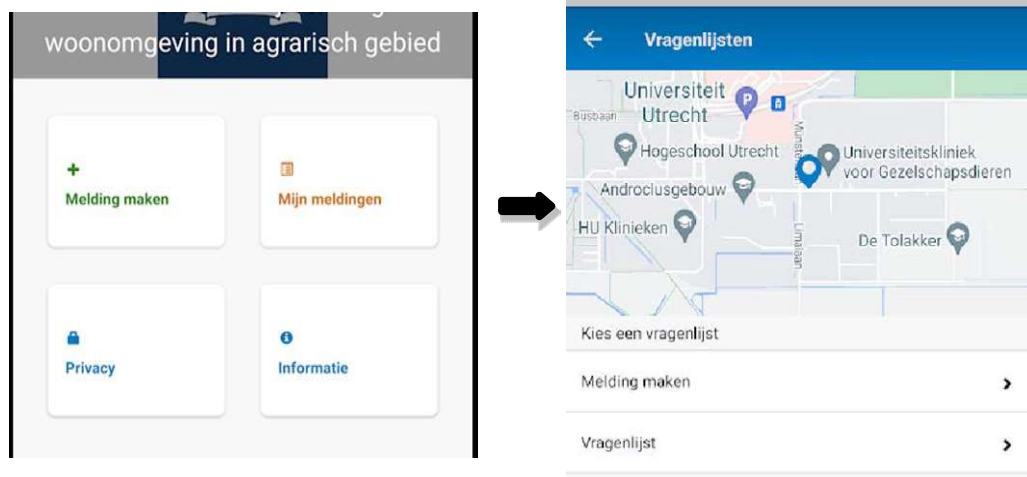 woonomgeving in agrarisch gebied
Melding maken
Mijn meldingen
Privacy
Informatie
Vragenlijsten
Universiteit
Utrecht
P
Busbaan
Hogeschool Utrecht
Universiteitskliniek
voor Gezelschapsdieren
Androclusgebouw
HU Klinieken
De Tolakker
Limalaan
Kies een vragenlijst
Melding maken
Vragenlijst